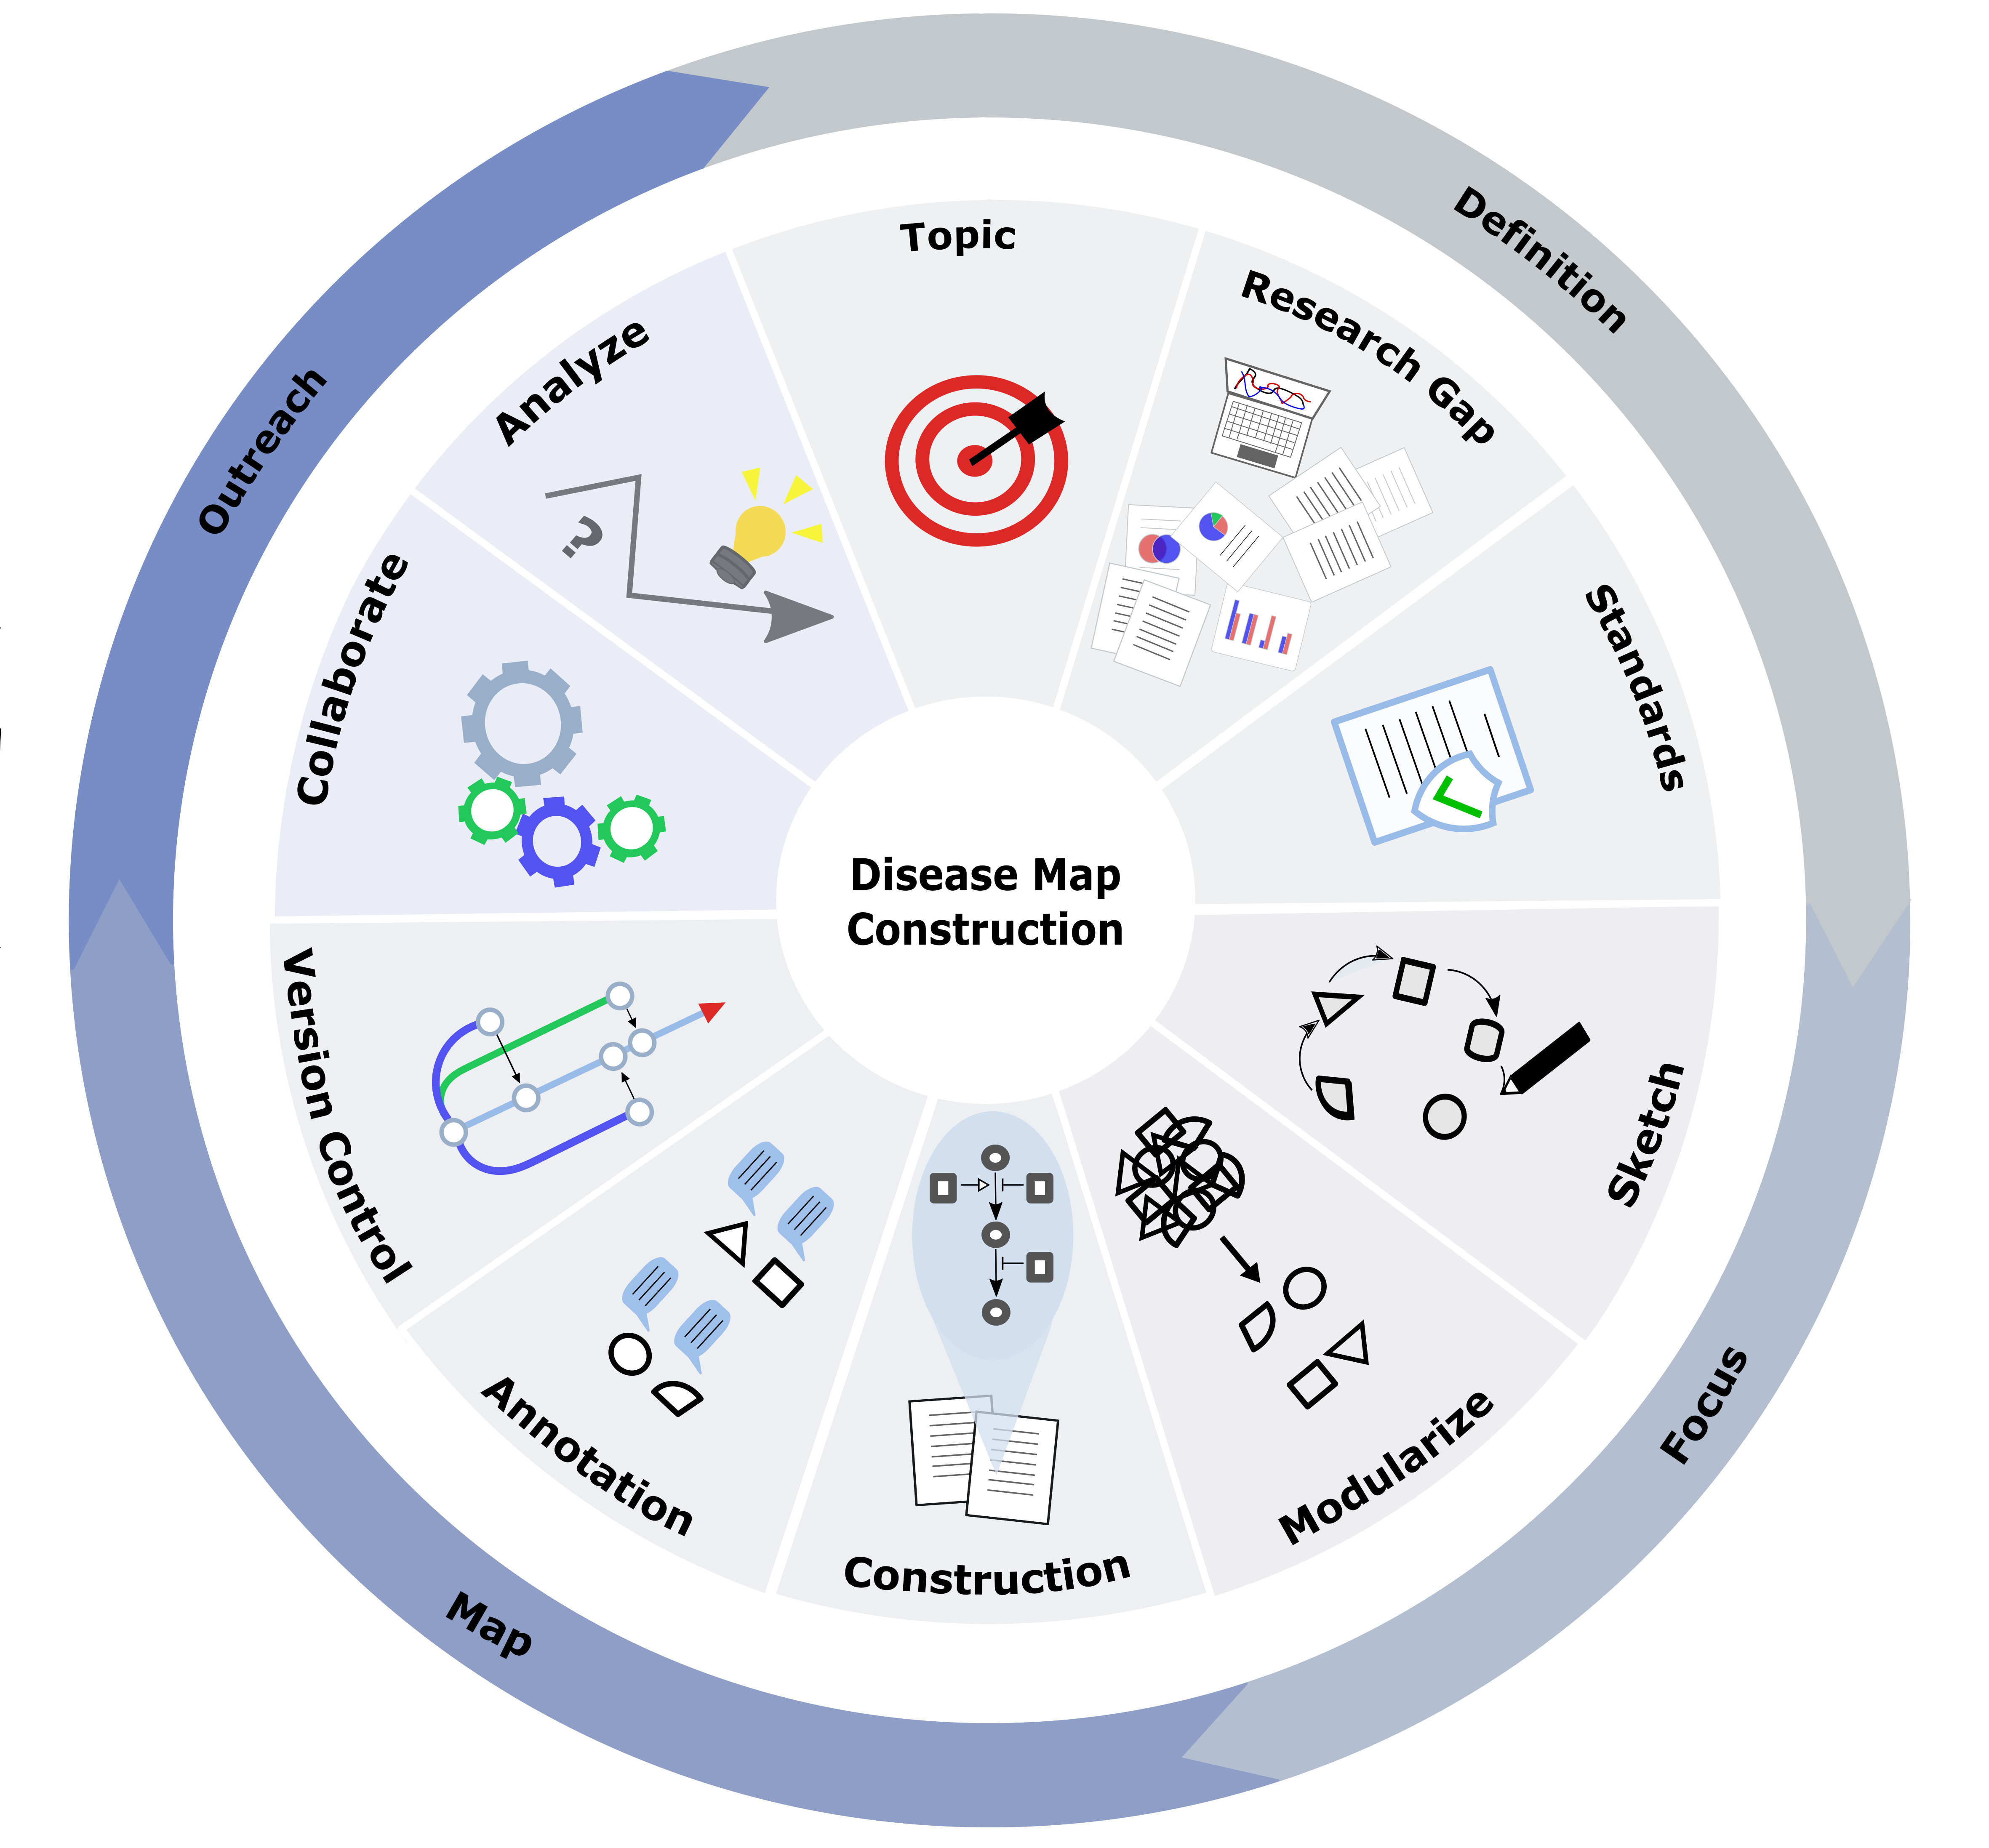 Disease Map
Construction
Definition
Focus
Map
Outreach
Topic
Research Gap
Standards
Sketch
Modularize
Construction
Annotation
Version Control
Collaborate
Analyze
?